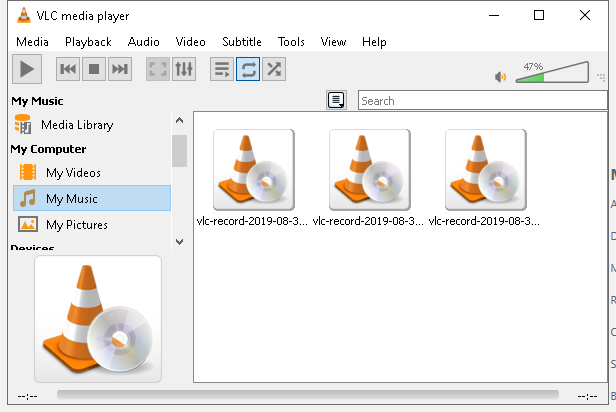 VLC media player
Media Playback Audio Video Subtitle Tools View Help
47%
My Music
Search
Media Library
My Computer
My Videos
My Music
My Pictures
Devices
vlc-record-2019-08-3... vlc-record-2019-08-3... vlc-record-2019-08-3...
--:-- --:--